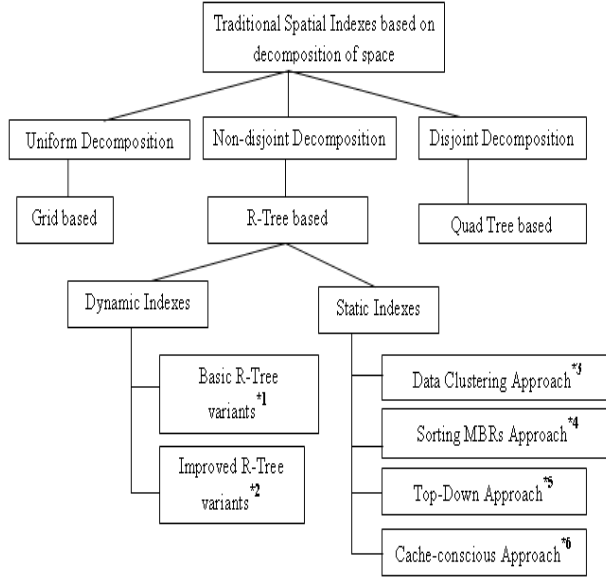 Traditional Spatial Indexes based on
decomposition of space
Uniform Decomposition
Non-disjoint Decomposition
Disjoint Decomposition
Grid based
R-Tree based
Quad Tree based
Dynamic Indexes
Static Indexes
Basic R-Tree
variants*1
Improved R-Tree
variants*2
Data Clustering Approach*3
Sorting MBRs Approach*4
Top-Down Approach*5
Cache-conscious Approach*6